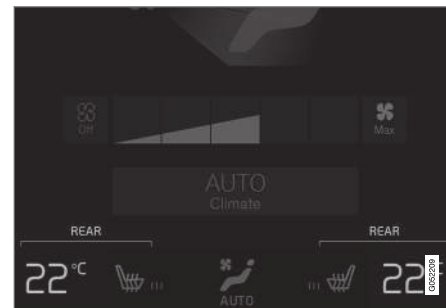 Off
Max
AUTO
Climate
REAR REAR
22°C 22°
AUTO
G052209